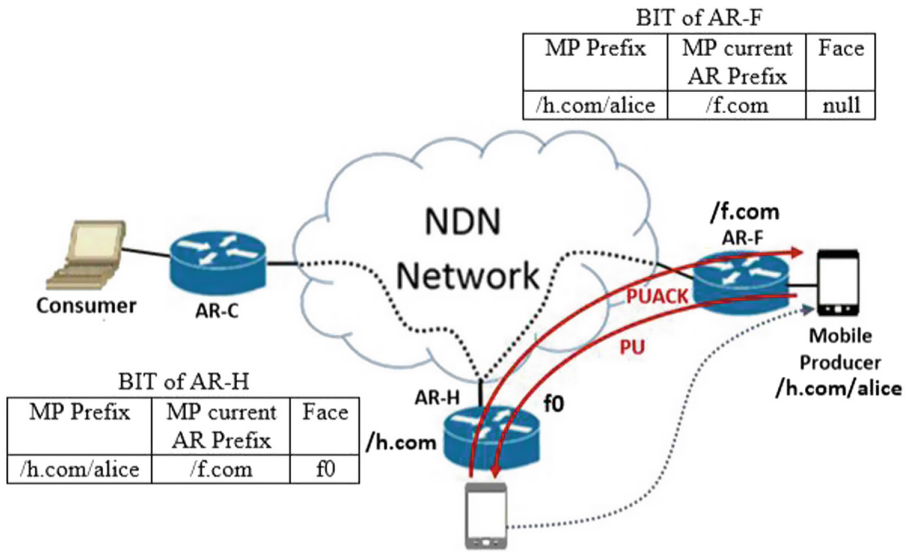 BIT of AR-F
MP Prefix MP current AR Prefix Face
/h.com/alice /f.com null
NDN
Network
/f.com
AR-F
Consumer
AR-C
PUACK
PU
Mobile
Producer
/h.com/alice
BIT of AR-H
MP Prefix MP current AR Prefix Face
/h.com/alice /f.com f0
AR-H
f0
/h.com